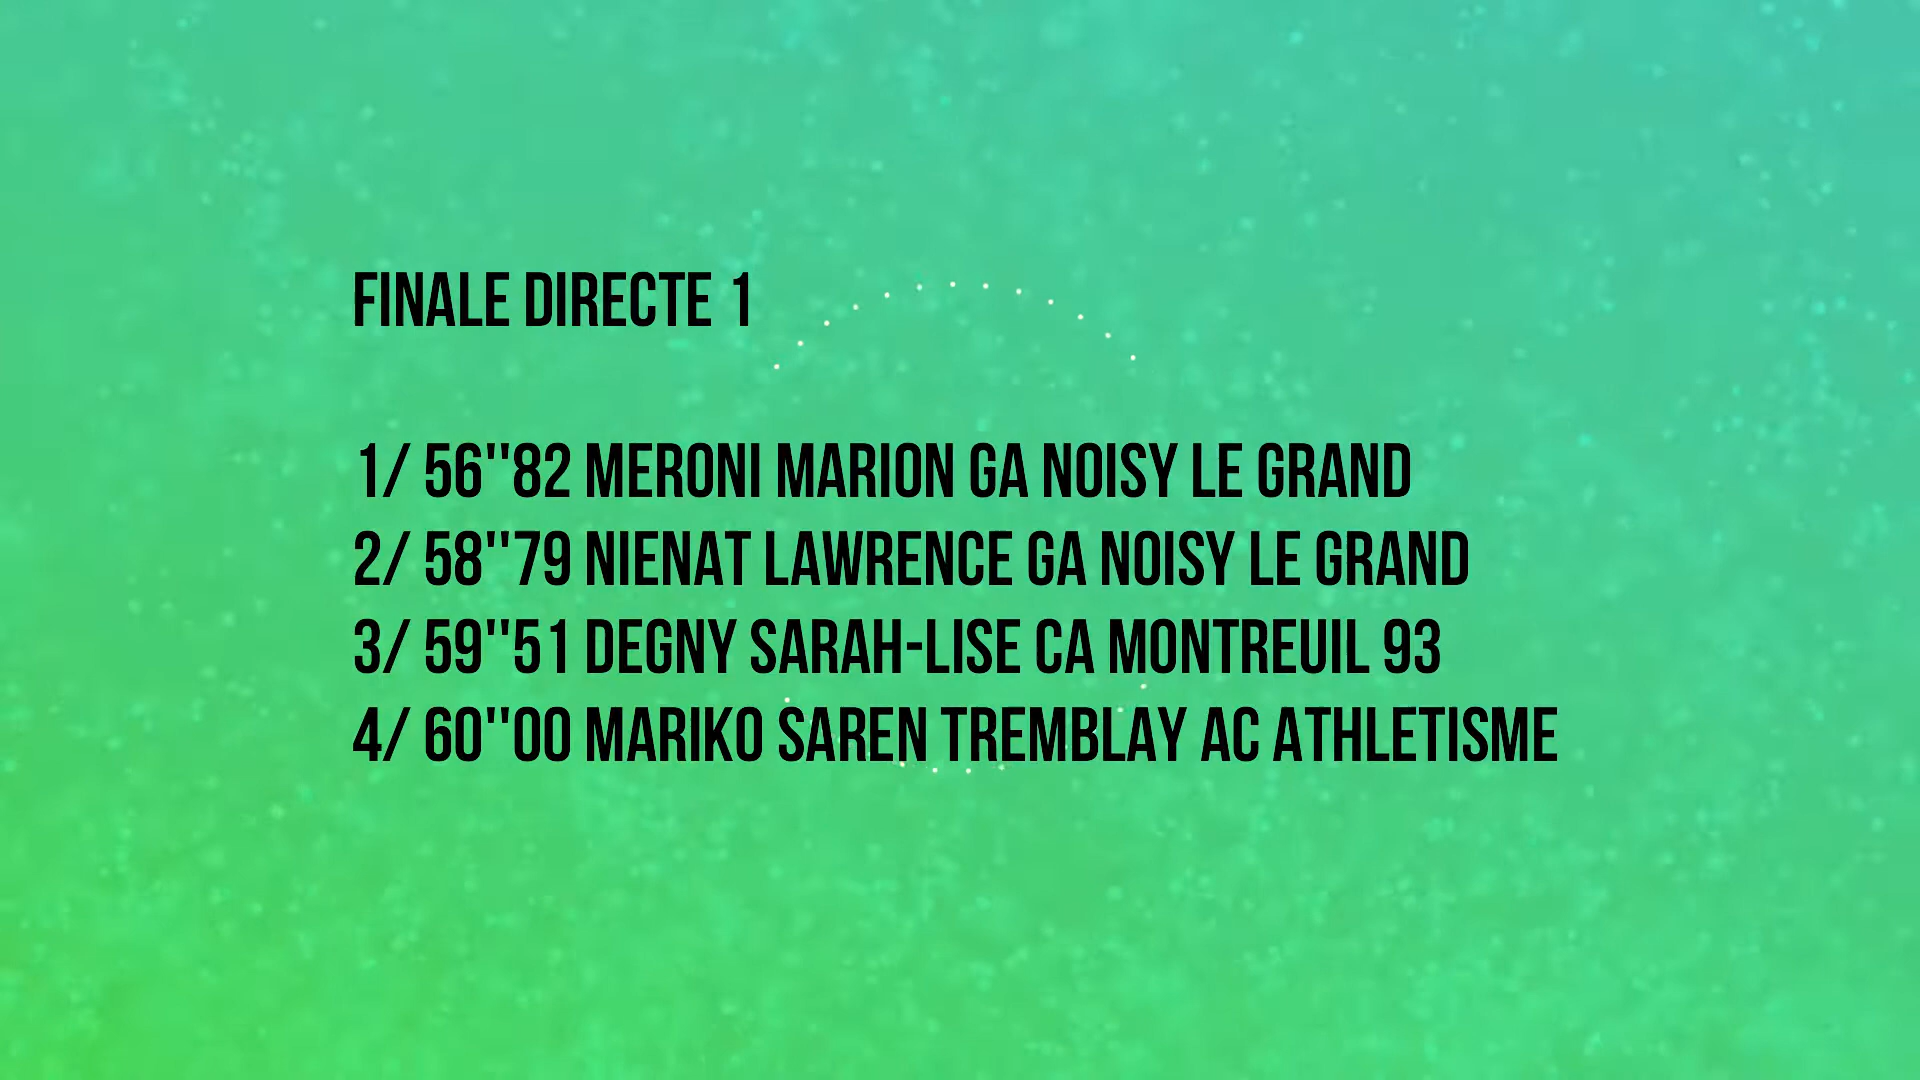 FINALE DIRECTE 1
1/ 56''82 MERONI MARION GA NOISY LE GRAND
2/ 58''79 NIENAT LAWRENCE GA NOISY LE GRAND
3/ 59''51 DEGNY SARAH-LISE CA MONTREUIL 93
4/ 60''00 MARIKO SAREN TREMBLAY AC ATHLETISME